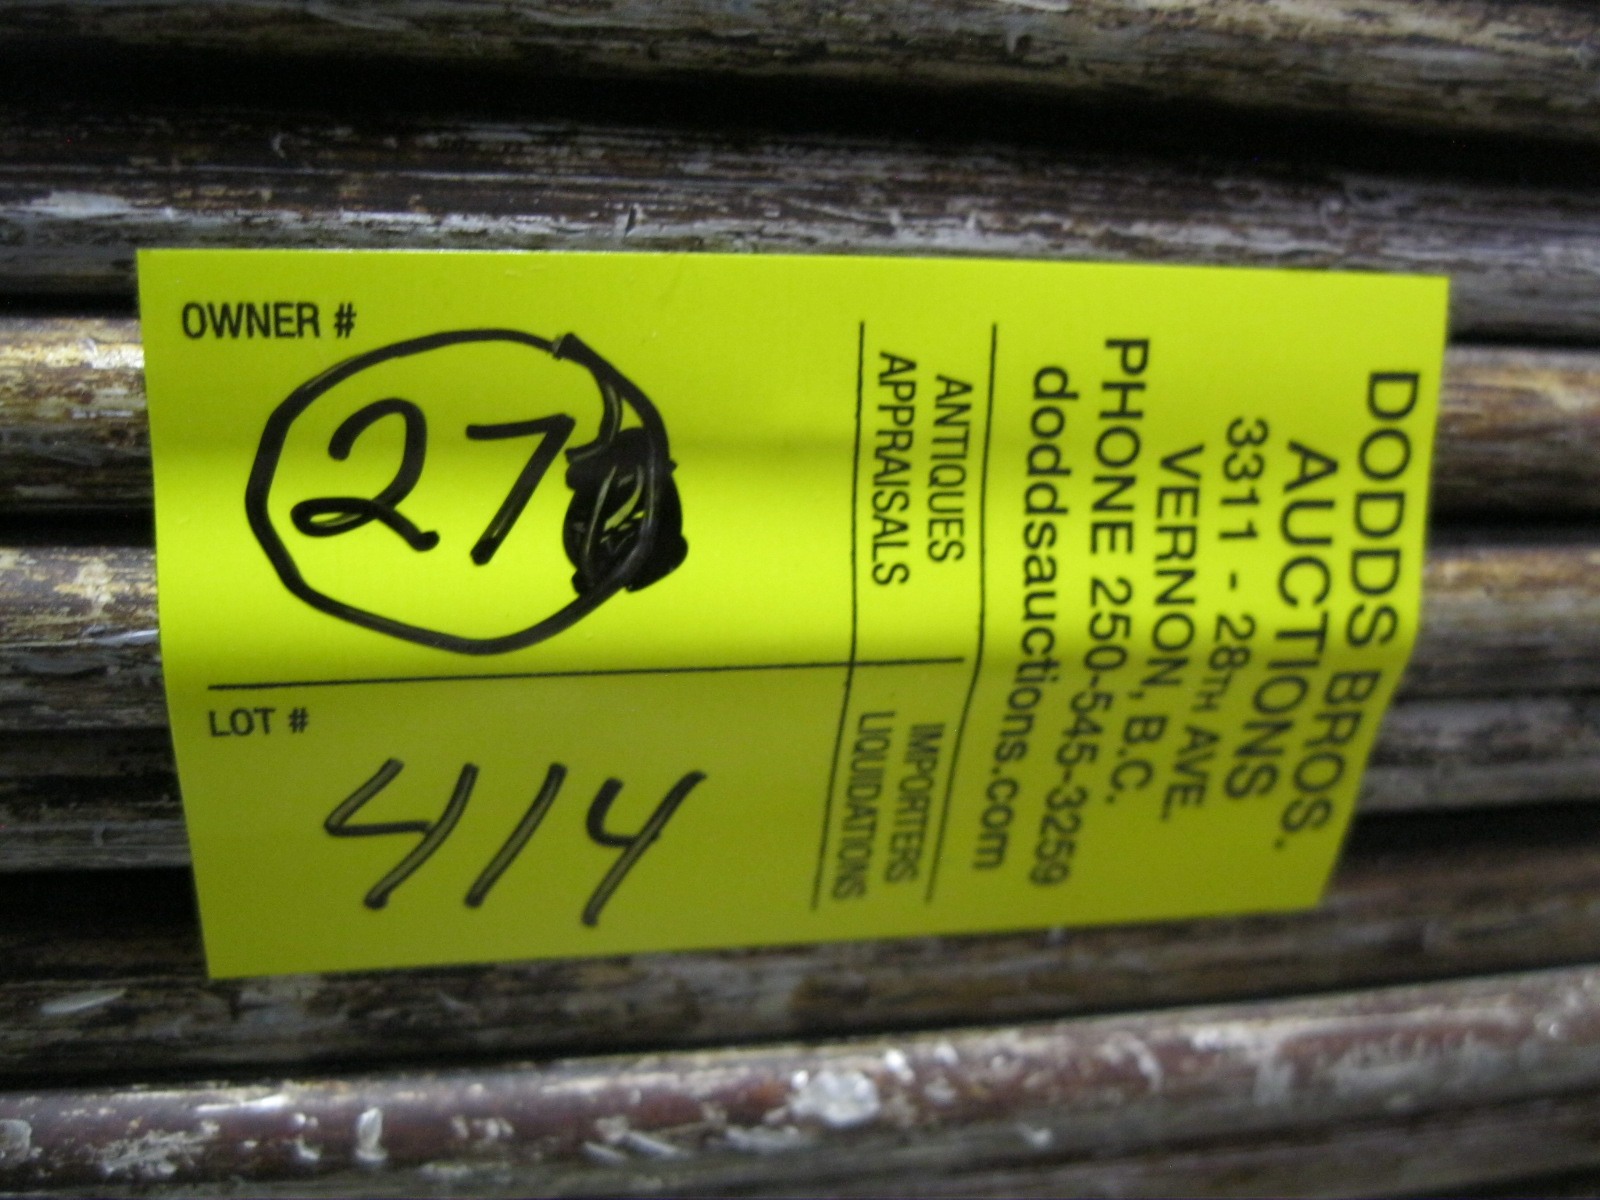 OWNER #
27
LOT #
414
DODDS BROS.
AUCTIONS
3311 - 28TH AVE.
VERNON, B.C.
PHONE 250-545-3259
doddsauctions.com
ANTIQUES
APPRAISALS
IMPORTERS
LIQUIDATIONS